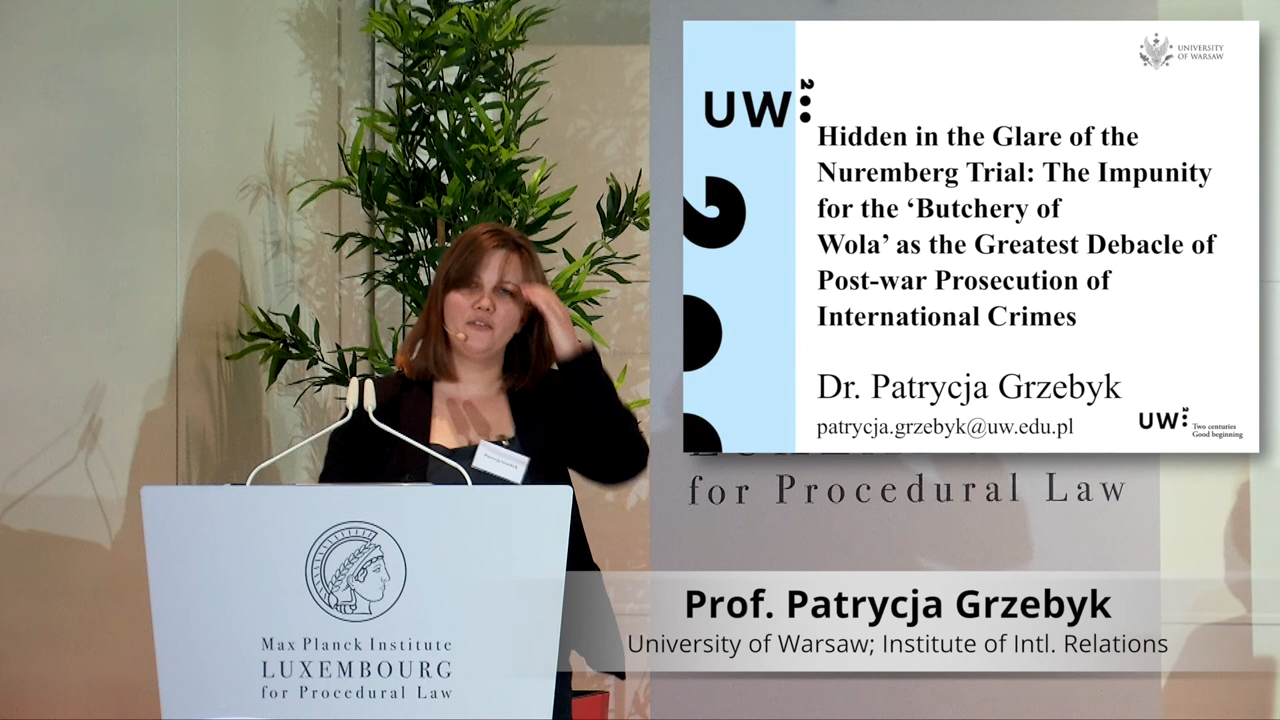 UNIVERSITY
OF WARSAW
UW
Hidden in the Glare of the
Nuremberg Trial: The Impunity
for the ‘Butchery of
Wola’ as the Greatest Debacle of
Post-war Prosecution of
International Crimes
Dr. Patrycja Grzebyk
patrycja.grzebyk@uw.edu.pl
UW
Two centuries
Good beginning
for Procedural Law
Max Planck Institute
LUXEMBOURG
for Procedural Law
Prof. Patrycja Grzebyk
University of Warsaw; Institute of Intl. Relations